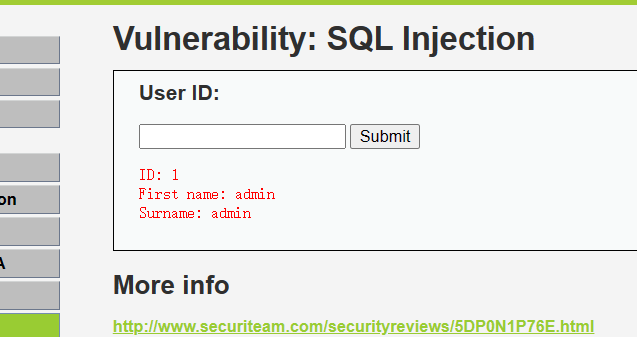 Vulnerability: SQL Injection
User ID:
Submit
ID: 1
First name: admin
Surname: admin
on
A
More info
http://www.securiteam.com/securityreviews/5DP0N1P76E.html